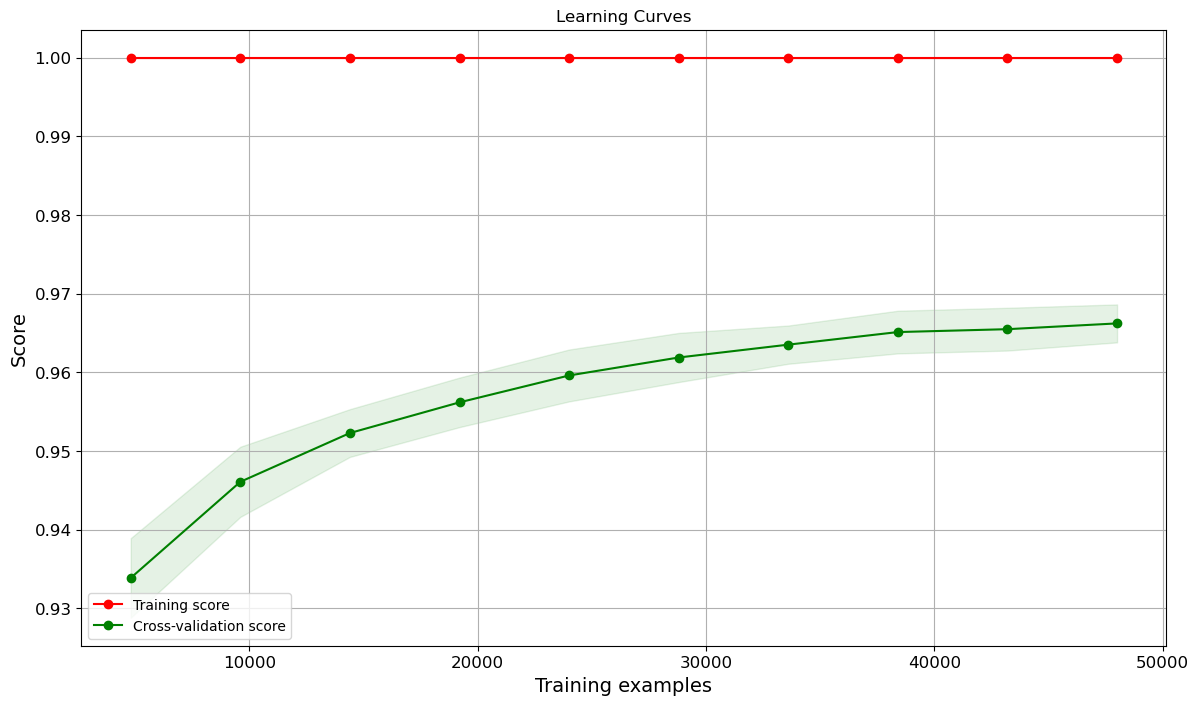 Learning Curves
1.00
0.99
0.98
0.97
0.96
0.95
0.94
0.93
Score
Training score
Cross-validation score
10000
20000
30000
40000
50000
Training examples